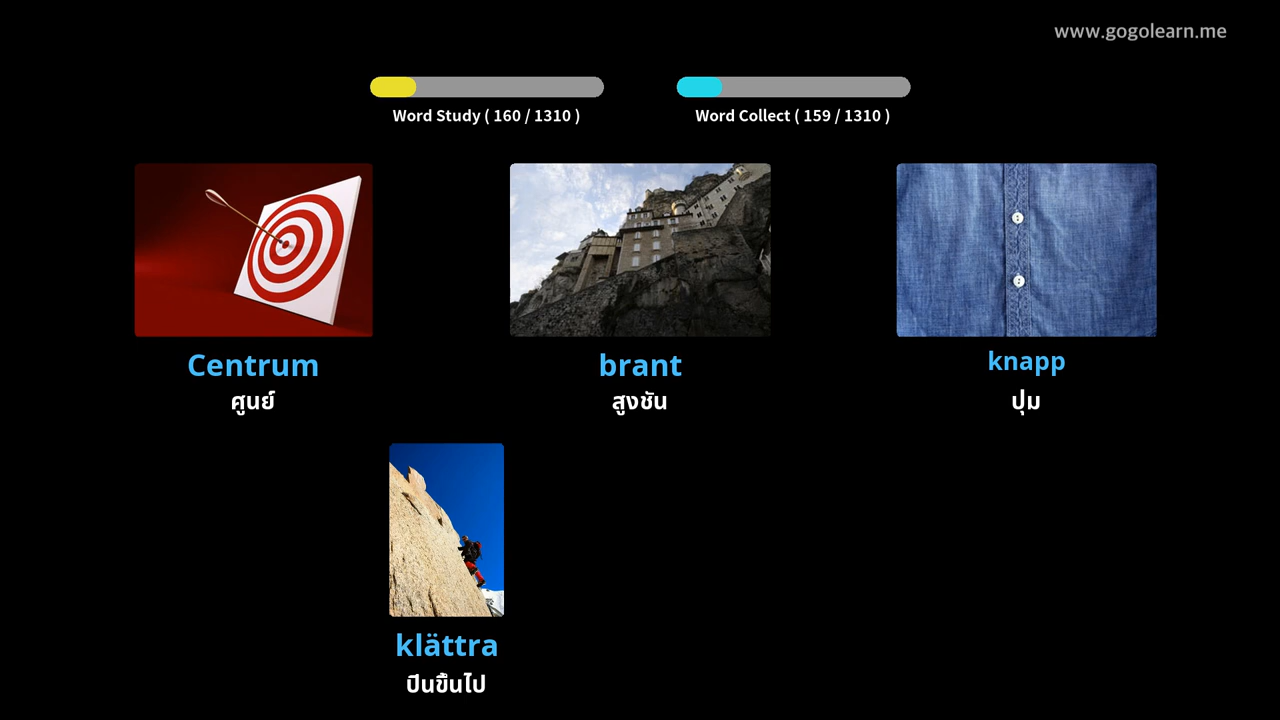 www.gogolearn.me
Word Study ( 160 / 1310 )
Word Collect ( 159 / 1310 )
Centrum
ศูนย์
brant
สูงชัน
knapp
ปุ่ม
klättra
ปีนขึ้นไป